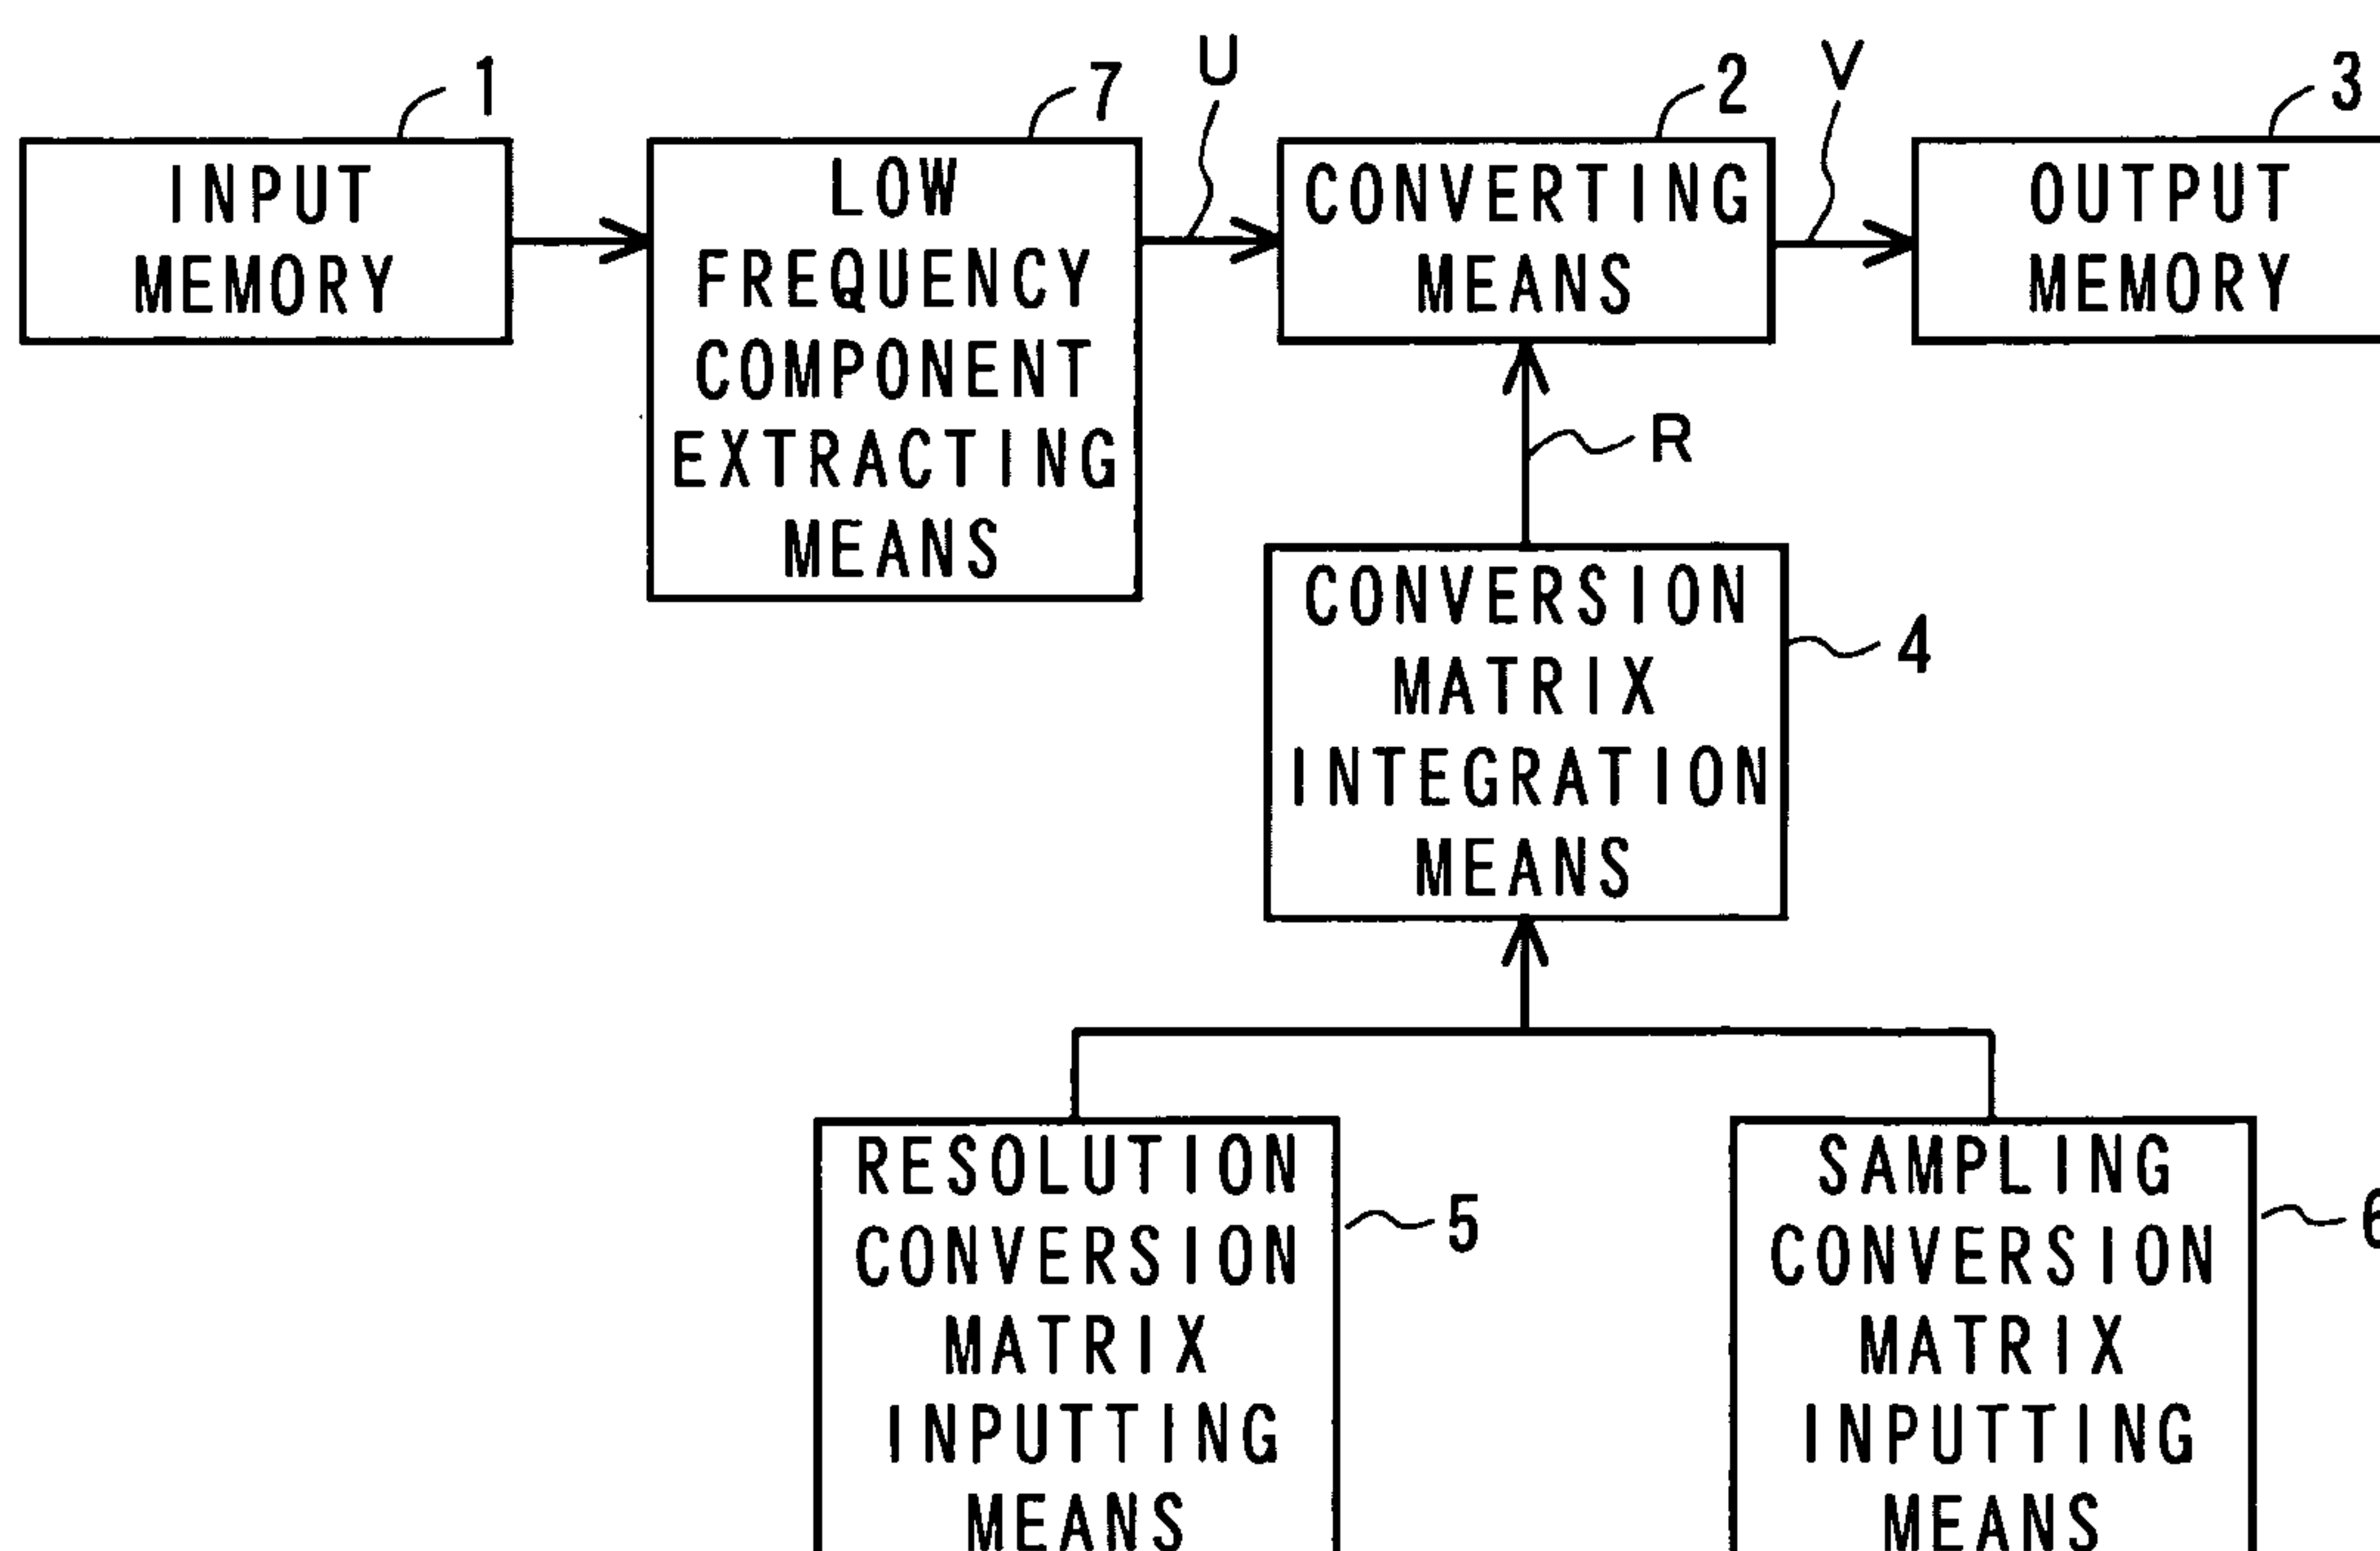 1
7
U
2
V
3
INPUT
MEMORY
LOW
FREQUENCY
COMPONENT
EXTRACTING
MEANS
CONVERTING
MEANS
OUTPUT
MEMORY
R
CONVERSION
MATRIX
INTEGRATION
MEANS
4
RESOLUTION
CONVERSION
MATRIX
INPUTTING
MEANS
5
SAMPLING
CONVERSION
MATRIX
INPUTTING
MEANS
6